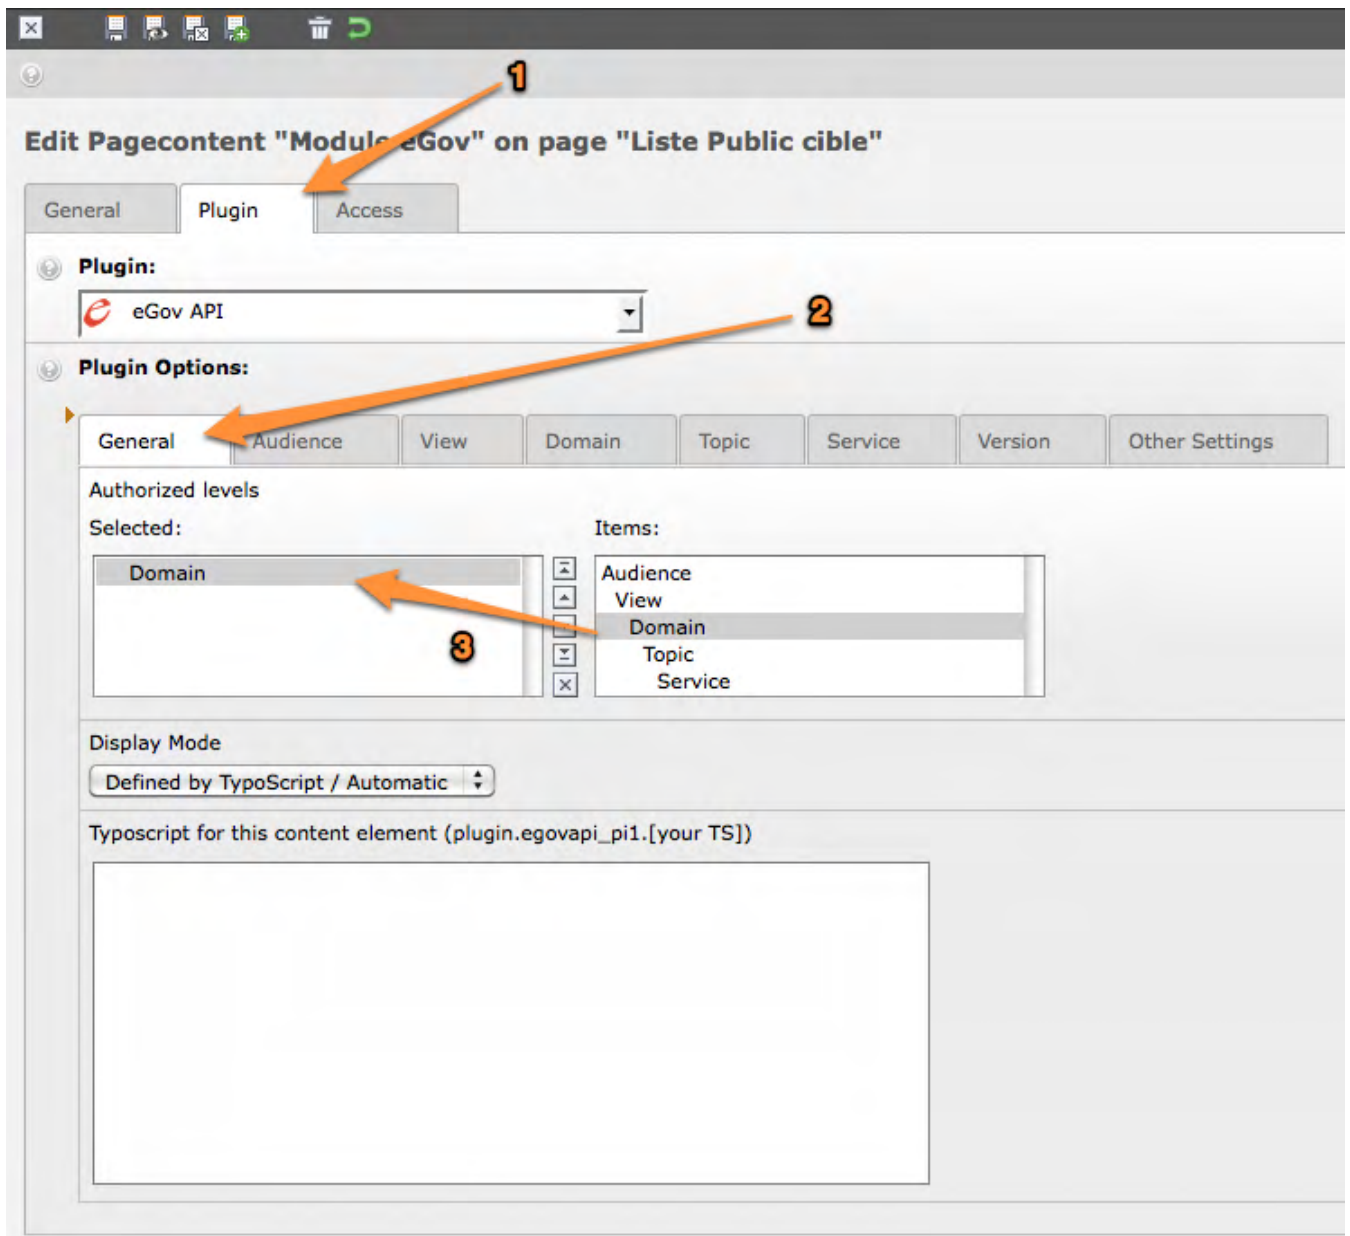 1
Edit Pagecontent "Module eGov" on page "Liste Public cible"
General Plugin Access
Plugin:
eGov API
2
Plugin Options:
General Audience View Domain Topic Service Version Other Settings
Authorized levels
Selected: Items:
Domain Audience
View
Domain
3 Topic
Service
Display Mode
Defined by TypoScript / Automatic
Typoscript for this content element (plugin.egovapi_pi1.[your TS])